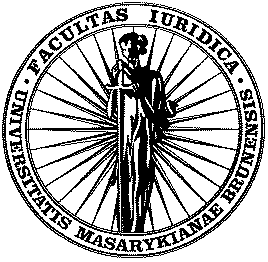 · FACULTAS IURIDICA ·
UNIVERSITATIS MASARYKIANAE BRUNENSIS